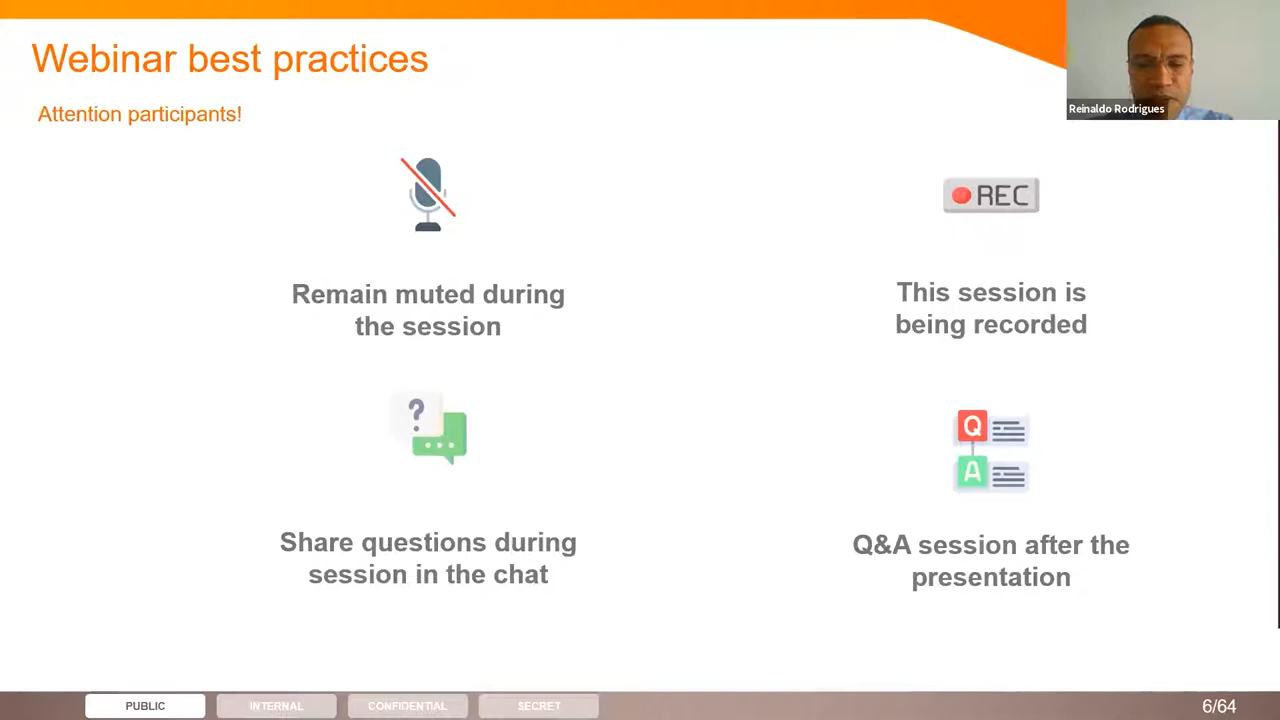 Webinar best practices
Attention participants!
Reinaldo Rodrigues
REC
Remain muted during
the session
This session is
being recorded
?
Q
A
Share questions during
session in the chat
Q&A session after the
presentation
PUBLIC
INTERNAL
CONFIDENTIAL
SECRET
6/64